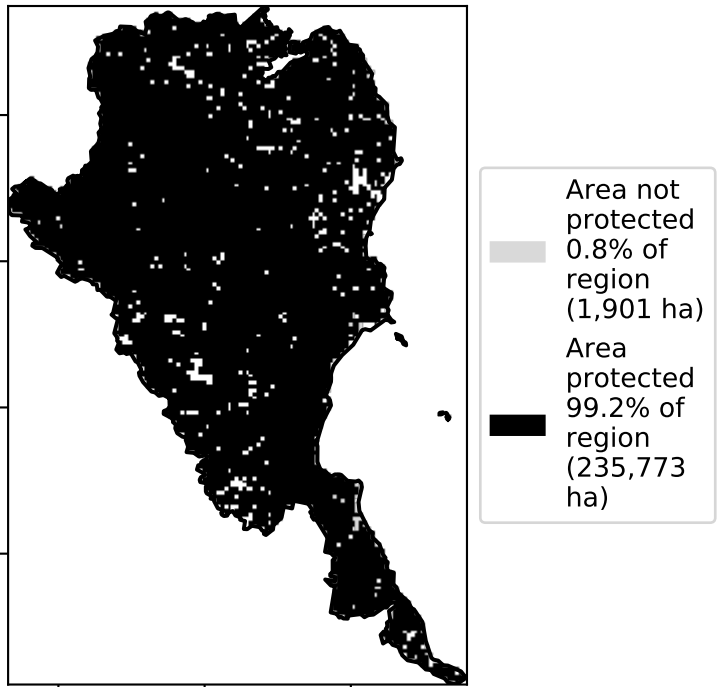 Area not
protected
0.8% of
region
(1,901 ha)
Area
protected
99.2% of
region
(235,773
ha)